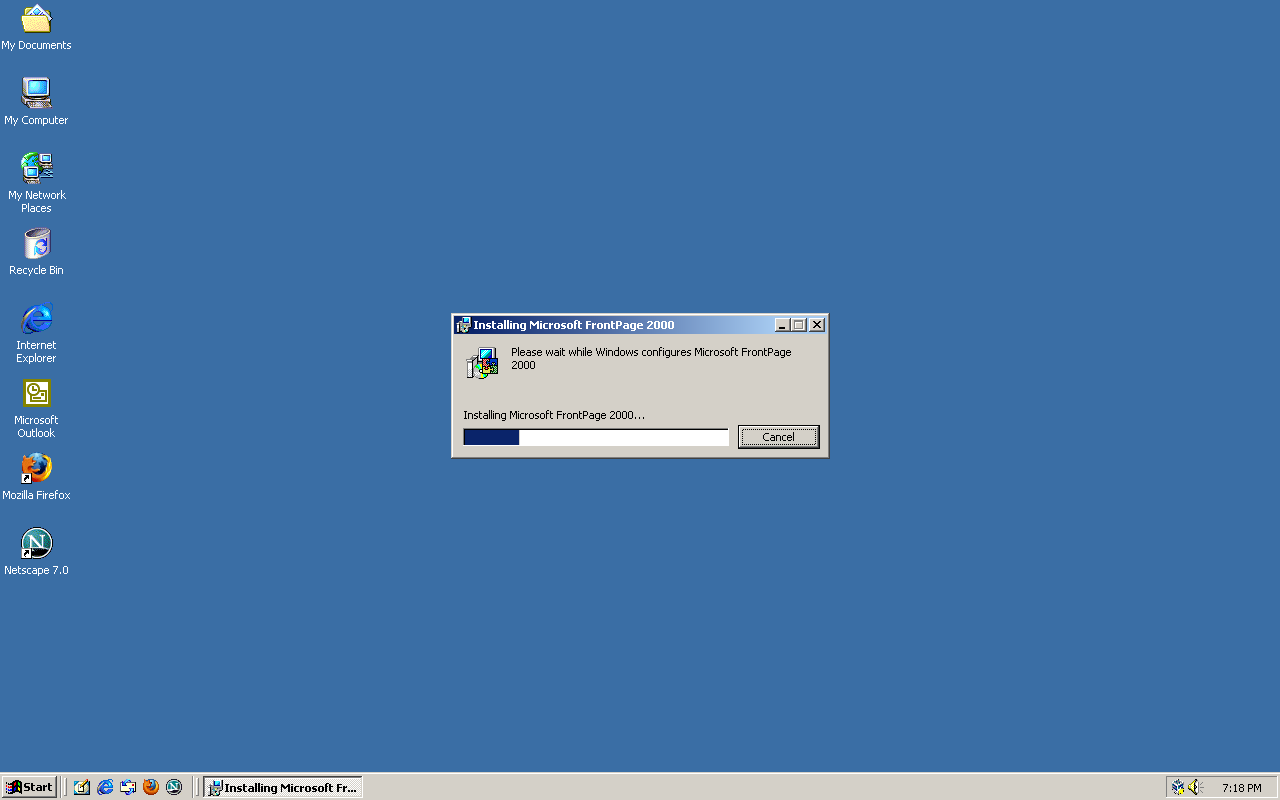 My Documents
My Computer
My Network
Places
Recycle Bin
Internet
Explorer
Microsoft
Outlook
Mozilla Firefox
Netscape 7.0
Installing Microsoft FrontPage 2000
Please wait while Windows configures Microsoft FrontPage
2000
Installing Microsoft FrontPage 2000...
Cancel
Start
Installing Microsoft Fr...
7:18 PM